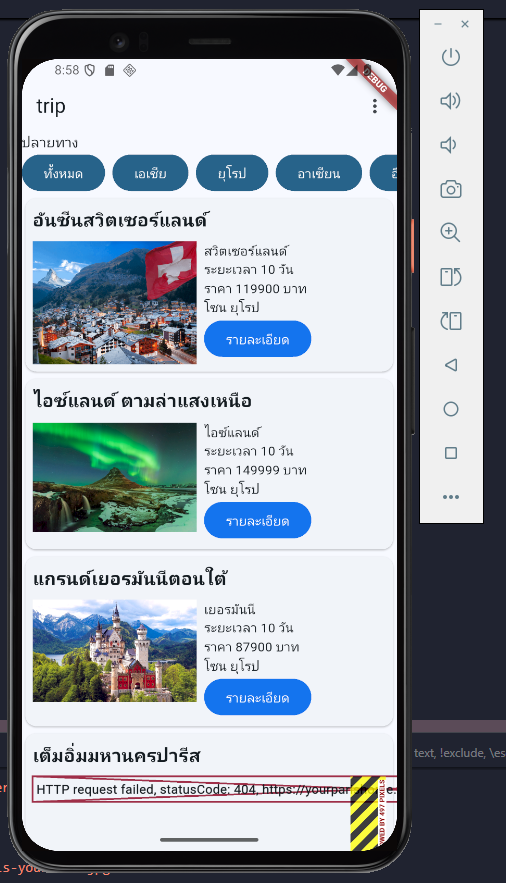 8:58
DEBUG
trip
ปลายทาง
ทั้งหมด
เอเชีย
ยุโรป
อาเซียน
อันซีนสวิตเซอร์แลนด์
สวิตเซอร์แลนด์
ระยะเวลา 10 วัน
ราคา 119900 บาท
โซน ยุโรป
รายละเอียด
ไอซ์แลนด์ ตามล่าแสงเหนือ
ไอซ์แลนด์
ระยะเวลา 10 วัน
ราคา 149999 บาท
โซน ยุโรป
รายละเอียด
แกรนด์เยอรมันนีตอนใต้
เยอรมันนี
ระยะเวลา 10 วัน
ราคา 87900 บาท
โซน ยุโรป
รายละเอียด
text, !exclude, \es
เต็มอิ่มมหานครปารีส
HTTP request failed, statusCode: 404, https://yourpar
BY 497 PIXELS